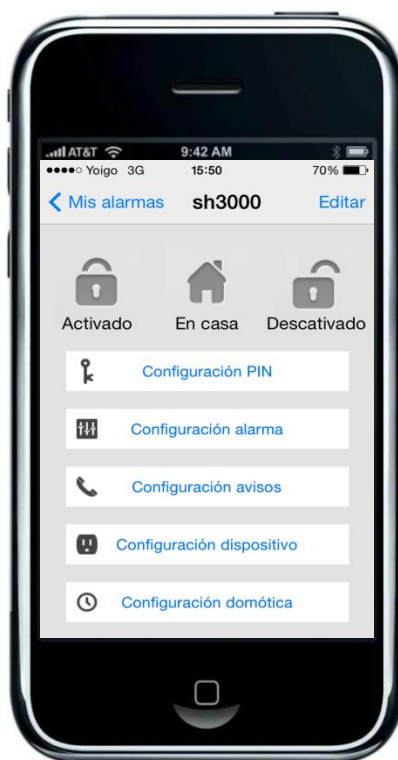 AT&T 9:42 AM
Yoigo 3G 15:50 70%
Mis alarmas sh3000 Editar
Activado En casa Descativado
Configuración PIN
Configuración alarma
Configuración avisos
Configuración dispositivo
Configuración domótica